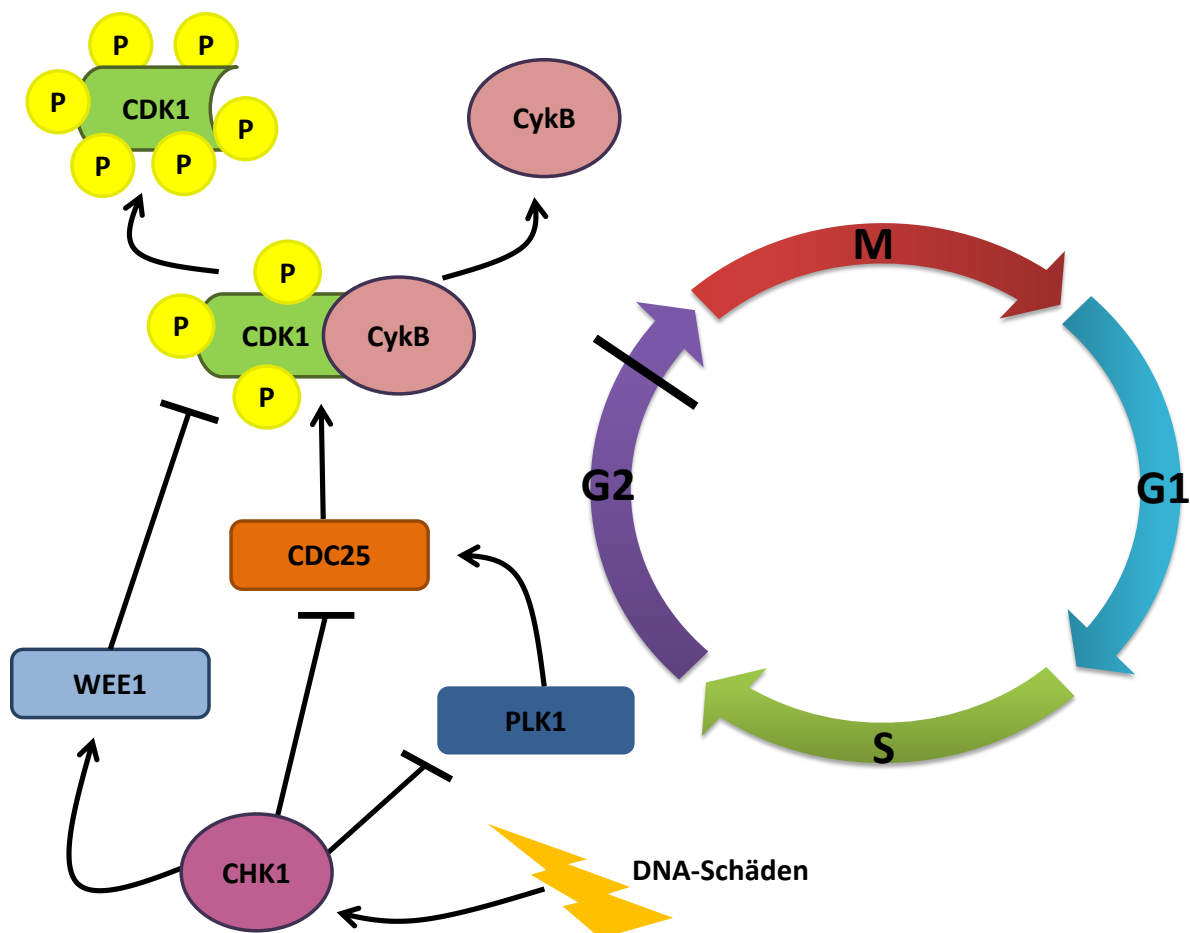 P
P
P
CDK1
P
P
P
CykB
P
P
CDK1
CykB
P
M
G2
G1
CDC25
WEE1
PLK1
S
CHK1
DNA-Schäden